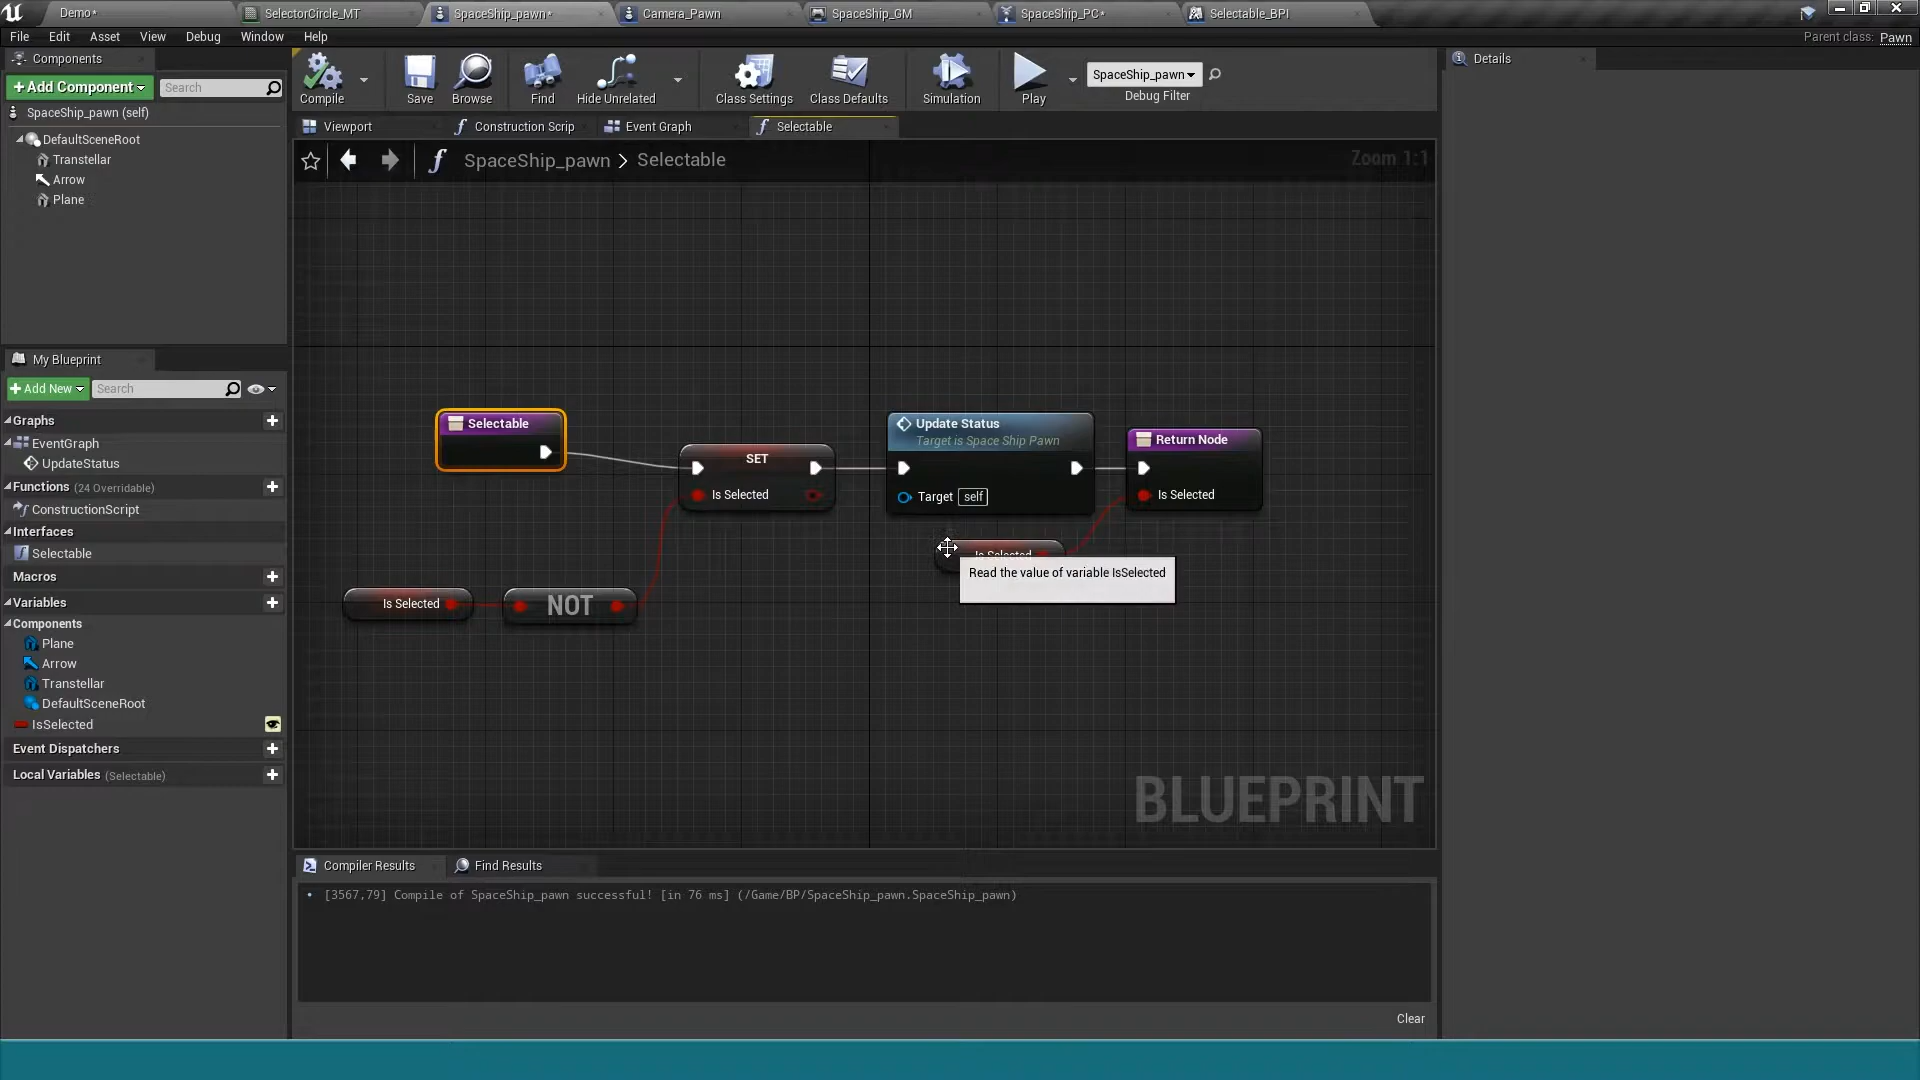 Demo*
SelectorCircle_MT
SpaceShip_pawn*
Camera_Pawn
SpaceShip_GM
SpaceShip_PC*
Selectable_BPI
File Edit Asset View Debug Window Help
Parent class: Pawn
Components
+Add Component
Search
SpaceShip_pawn (self)
DefaultSceneRoot
Transtellar
Arrow
Plane
Compile
Save
Browse
Find
Hide Unrelated
Class Settings
Class Defaults
Simulation
Play
SpaceShip_pawn
Debug Filter
Details
Viewport
Construction Scrip
Event Graph
Selectable
SpaceShip_pawn > Selectable
Zoom 1:1
My Blueprint
+Add New
Search
Graphs
EventGraph
UpdateStatus
Functions (24 Overridable)
ConstructionScript
Interfaces
Selectable
Macros
Variables
Components
Plane
Arrow
Transtellar
DefaultSceneRoot
IsSelected
Event Dispatchers
Local Variables (Selectable)
Selectable
SET
Is Selected
Update Status
Target is Space Ship Pawn
Target self
Return Node
Is Selected
Is Selected
Read the value of variable IsSelected
Is Selected
NOT
BLUEPRINT
Compiler Results
Find Results
[3567,79] Compile of SpaceShip_pawn successful! [in 76 ms] (/Game/BP/SpaceShip_pawn.SpaceShip_pawn)
Clear